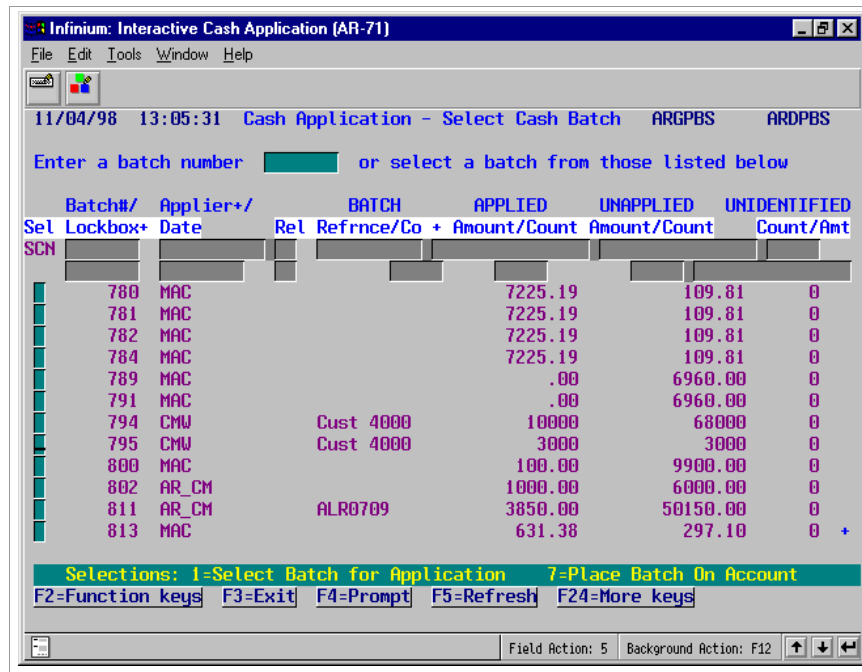 Infinium: Interactive Cash Application (AR-71)
File Edit Tools Window Help
11/04/98 13:05:31 Cash Application - Select Cash Batch ARGPBS ARDPBS
Enter a batch number or select a batch from those listed below
Batch#/ Applier+/ BATCH APPLIED UNAPPLIED UNIDENTIFIED
Sel Lockbox+ Date Rel Refrnce/Co + Amount/Count Amount/Count Count/Amt
SCN
780 MAC 7225.19 109.81 0
781 MAC 7225.19 109.81 0
782 MAC 7225.19 109.81 0
784 MAC 7225.19 109.81 0
789 MAC .00 6960.00 0
791 MAC .00 6960.00 0
794 CMW Cust 4000 10000 68000 0
795 CMW Cust 4000 3000 3000 0
800 MAC 100.00 9900.00 0
802 AR_CM 1000.00 6000.00 0
811 AR_CM ALR0709 3850.00 50150.00 0
813 MAC 631.38 297.10 0 +
Selections: 1=Select Batch for Application 7=Place Batch On Account
F2=Function keys F3=Exit F4=Prompt F5=Refresh F24=More keys
Field Action: 5 Background Action: F12